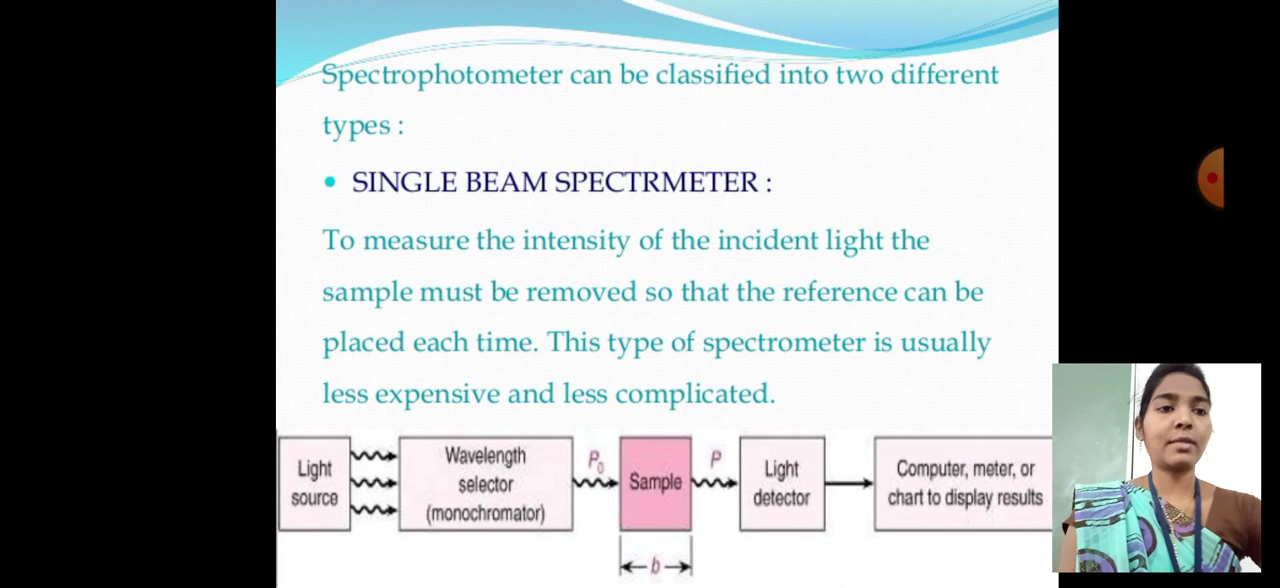 Spectrophotometer can be classified into two different
types :
• SINGLE BEAM SPECTRMETER :
To measure the intensity of the incident light the
sample must be removed so that the reference can be
placed each time. This type of spectrometer is usually
less expensive and less complicated.
Light
source
Wavelength
selector
(monochromator)
P₀
Sample
P
Light
detector
Computer, meter, or
chart to display results
b